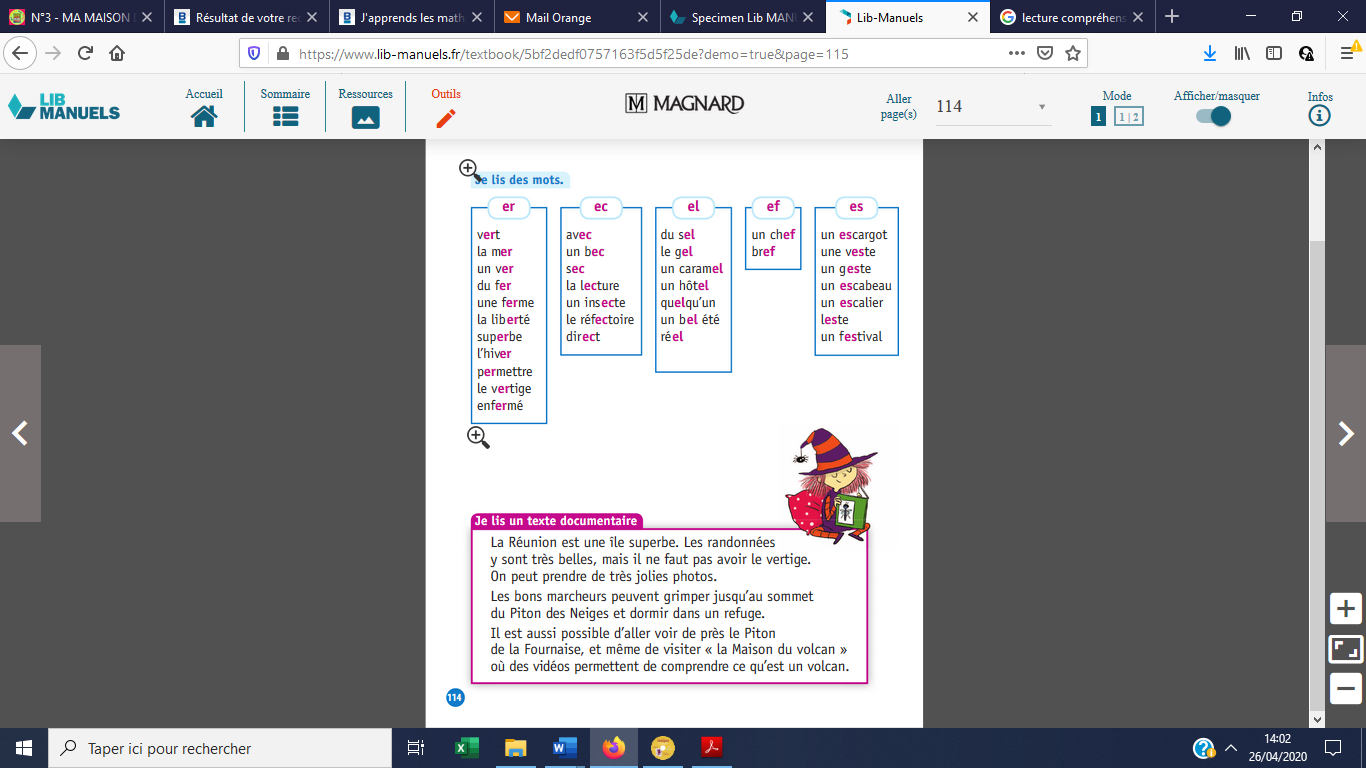 N°3 - MA MAISON
Résultat de votre re
J'apprends les math
Mail Orange
Specimen Lib MAN
Lib-Manuels
lecture compréhens
https://www.lib-manuels.fr/textbook/5bf2dedf0757163f5d5f25de?demo=true&page=115
LIB
MANUELS
Accueil
Sommaire
Ressources
Outils
M MAGNARD
Aller
page(s)
114
Mode
1
1|2
Afficher/masquer
Infos
Je lis des mots.
er
vert
la mer
un ver
du fer
une ferme
la liberté
superbe
l'hiver
permettre
le vertige
enfermé
ec
avec
un bec
sec
la lecture
un insecte
le réfectoire
direct
el
du sel
le gel
un caramel
un hôtel
quelqu'un
un bel été
réel
ef
un chef
bref
es
un escargot
une veste
un geste
un escabeau
un escalier
leste
un festival
Je lis un texte documentaire
La Réunion est une île superbe. Les randonnées
y sont très belles, mais il ne faut pas avoir le vertige.
On peut prendre de très jolies photos.
Les bons marcheurs peuvent grimper jusqu'au sommet
du Piton des Neiges et dormir dans un refuge.
Il est aussi possible d'aller voir de près le Piton
de la Fournaise, et même de visiter « la Maison du volcan »
où des vidéos permettent de comprendre ce qu'est un volcan.
114
Taper ici pour rechercher
14:02
26/04/2020